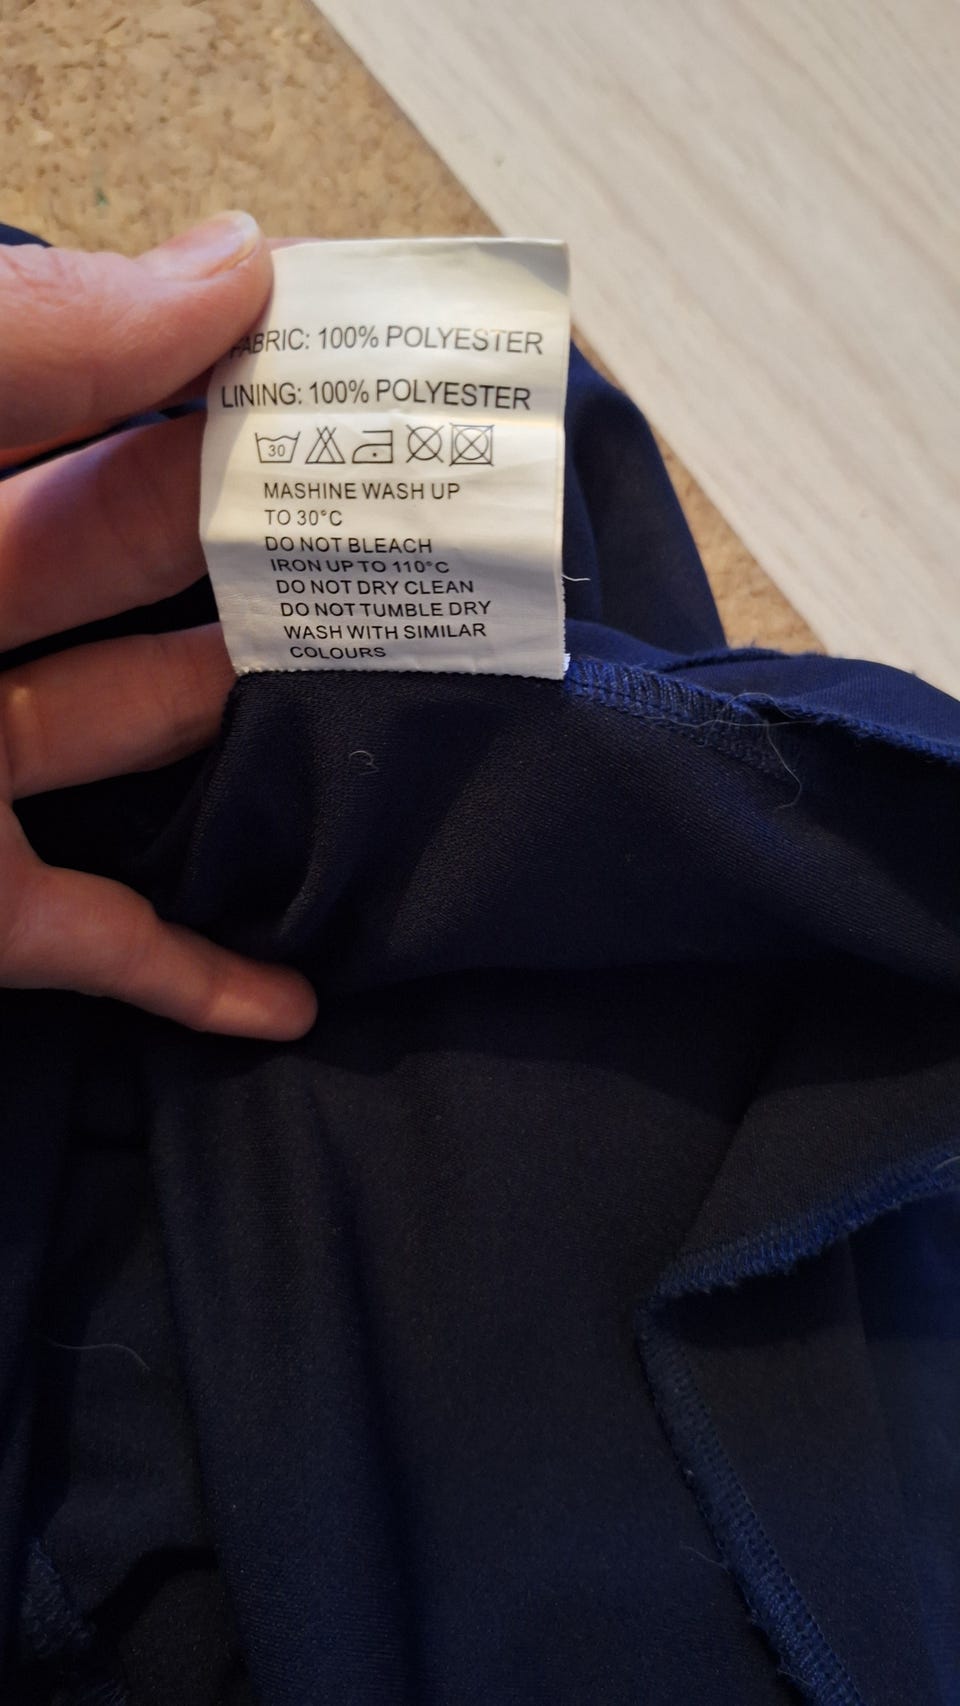 FABRIC: 100% POLYESTER
LINING: 100% POLYESTER
30
MASHINE WASH UP
TO 30°C
DO NOT BLEACH
IRON UP TO 110°C
DO NOT DRY CLEAN
DO NOT TUMBLE DRY
WASH WITH SIMILAR
COLOURS